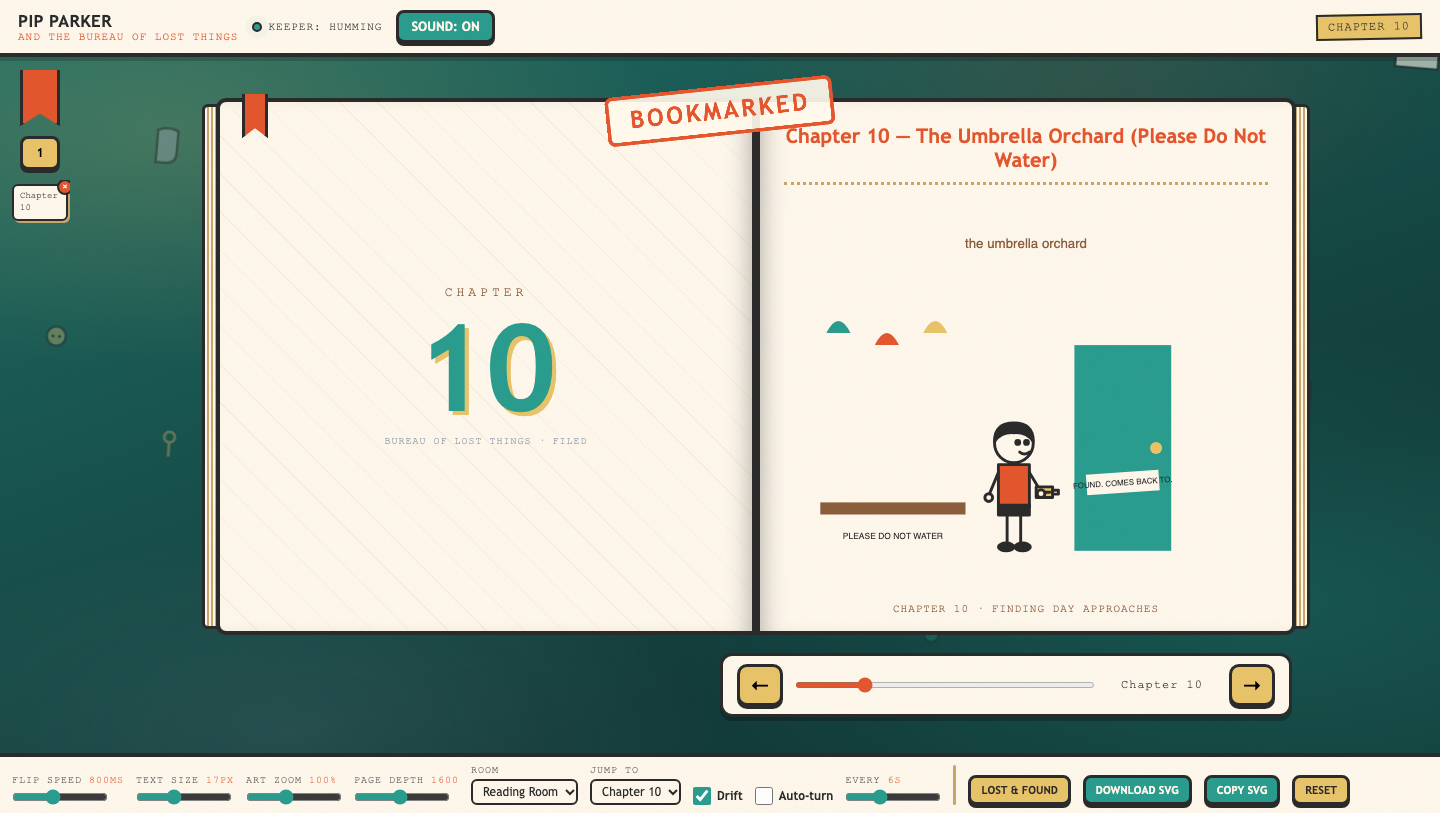 PIP PARKER
AND THE BUREAU OF LOST THINGS
KEEPER: HUMMING
SOUND: ON
CHAPTER 10
1
Chapter
10
×
BOOKMARKED
CHAPTER
10
BUREAU OF LOST THINGS · FILED
Chapter 10 — The Umbrella Orchard (Please Do Not
Water)
the umbrella orchard
FOUND. COMES BACK TO.
PLEASE DO NOT WATER
CHAPTER 10 · FINDING DAY APPROACHES
←
Chapter 10
→
FLIP SPEED 800MS
TEXT SIZE 17PX
ART ZOOM 100%
PAGE DEPTH 1600
ROOM
Reading Room
JUMP TO
Chapter 10
Drift
Auto-turn
EVERY 6S
LOST & FOUND
DOWNLOAD SVG
COPY SVG
RESET